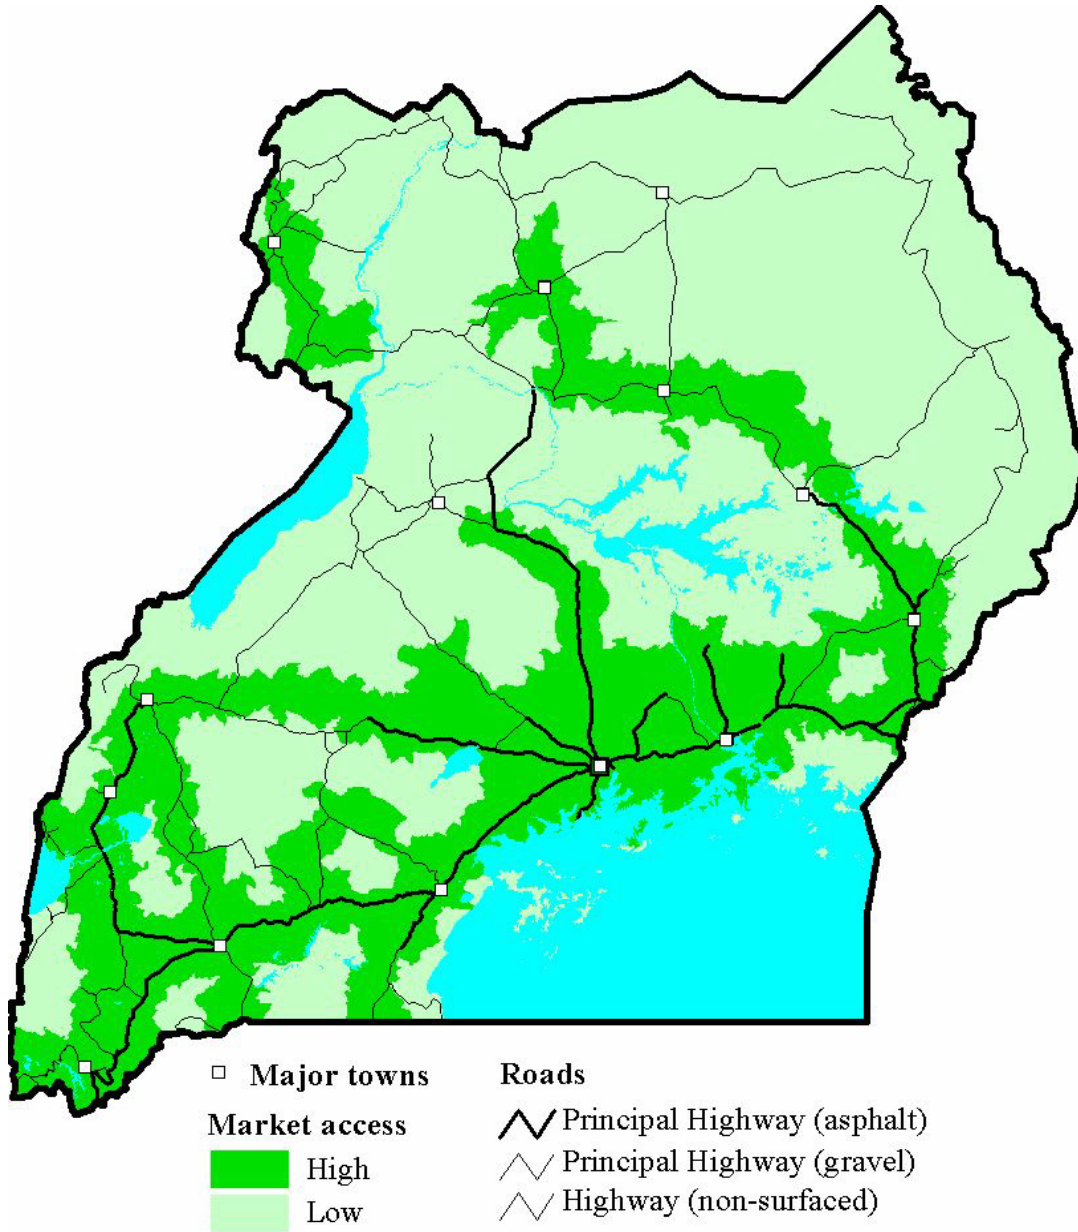 Major towns
Market access
High
Low
Roads
Principal Highway (asphalt)
Principal Highway (gravel)
Highway (non-surfaced)